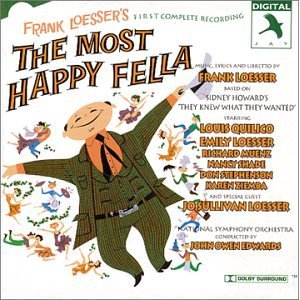 FRANK LOESSER'S
FIRST COMPLETE RECORDING
DIGITAL
JAY
THE MOST
HAPPY FELLA
MUSIC, LYRICS AND LIBRETTO BY
FRANK LOESSER
BASED ON
SIDNEY HOWARD'S
"THEY KNEW WHAT THEY WANTED"
STARRING
LOUIS QUILICO
EMILY LOESSER
RICHARD MUENZ
NANCY SHADE
DON STEPHENSON
KAREN ZIEMBA
AND SPECIAL GUEST
JO SULLIVAN LOESSER
NATIONAL SYMPHONY ORCHESTRA
CONDUCTED BY
JOHN OWEN EDWARDS
DOLBY SURROUND
TM